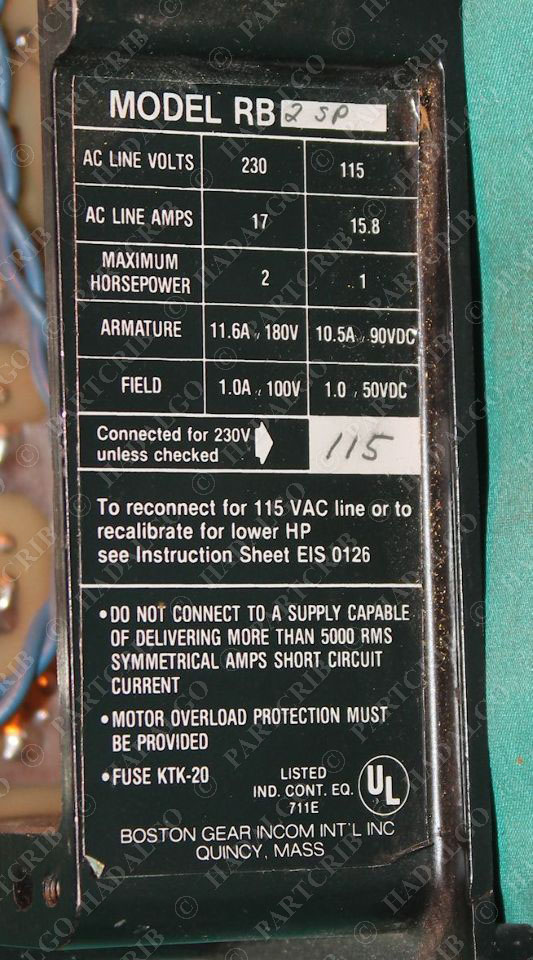 MODEL RB 2 SP
AC LINE VOLTS 230 115
AC LINE AMPS 17 15.8
MAXIMUM
HORSEPOWER 2 1
ARMATURE 11.6A, 180V 10.5A, 90VDC
FIELD 1.0A, 100V 1.0, 50VDC
Connected for 230V
unless checked 115
To reconnect for 115 VAC line or to
recalibrate for lower HP
see Instruction Sheet EIS 0126
•DO NOT CONNECT TO A SUPPLY CAPABLE
OF DELIVERING MORE THAN 5000 RMS
SYMMETRICAL AMPS SHORT CIRCUIT
CURRENT
•MOTOR OVERLOAD PROTECTION MUST
BE PROVIDED
•FUSE KTK-20
LISTED
IND. CONT. EQ.
711E
UL
BOSTON GEAR INCOM INT'L INC
QUINCY, MASS
© PARTCRIB
© HADALGO